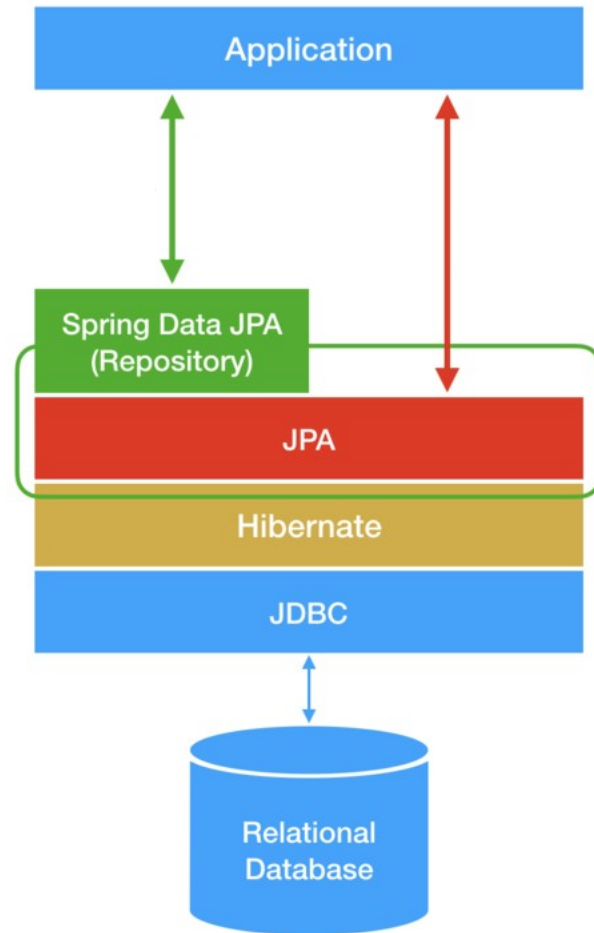 Application
Spring Data JPA
(Repository)
JPA
Hibernate
JDBC
Relational
Database